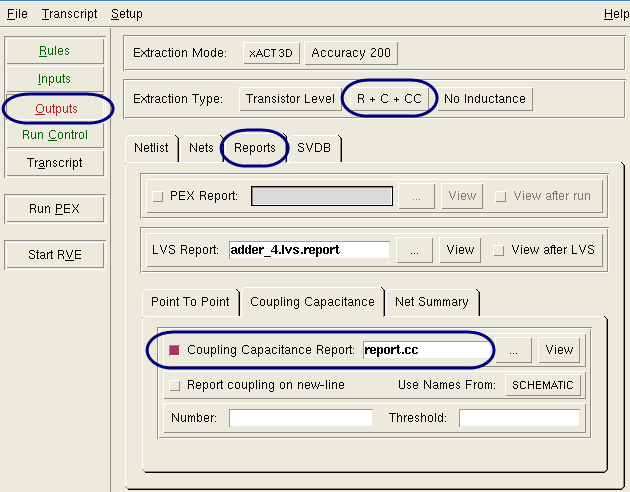 File Transcript Setup Help
Rules
Inputs
Outputs
Run Control
Transcript
Run PEX
Start RVE
Extraction Mode: xACT 3D Accuracy 200
Extraction Type: Transistor Level R + C + CC No Inductance
Netlist Nets Reports SVDB
PEX Report: ... View View after run
LVS Report: adder_4.lvs.report ... View View after LVS
Point To Point Coupling Capacitance Net Summary
Coupling Capacitance Report: report.cc ... View
Report coupling on new-line Use Names From: SCHEMATIC
Number: Threshold: